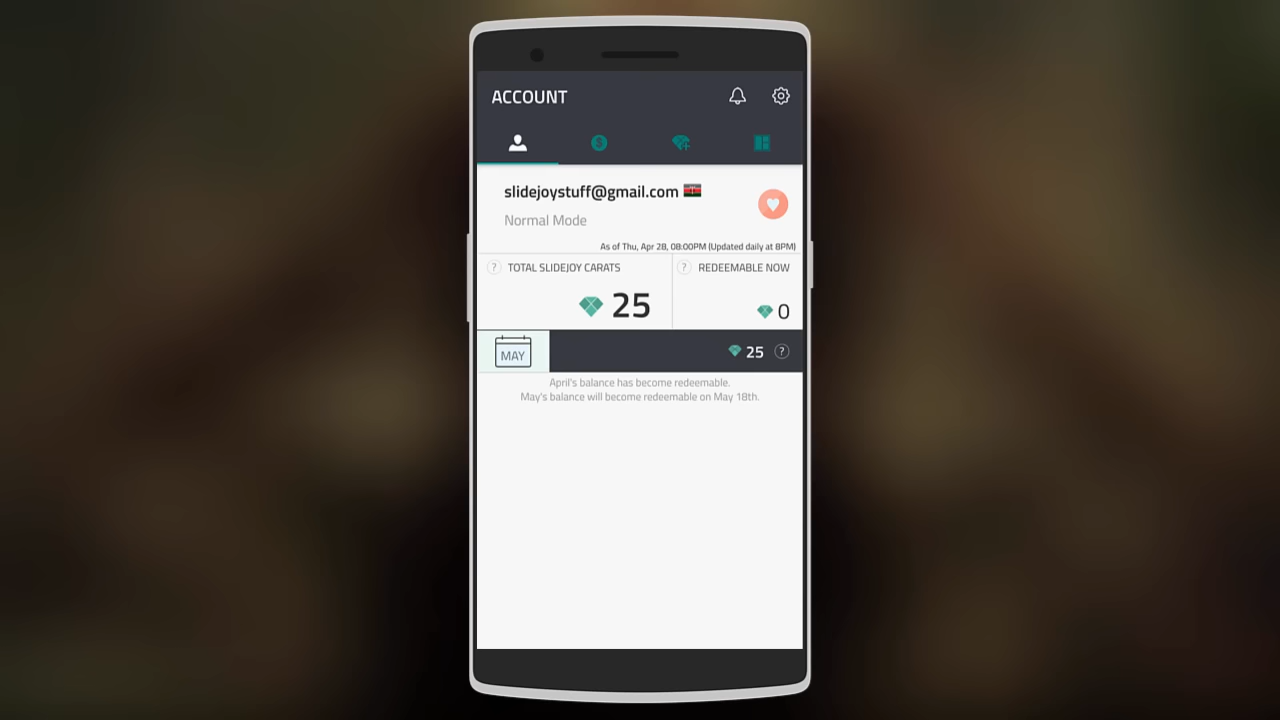 ACCOUNT
slidejoystuff@gmail.com
Normal Mode
As of Thu, Apr 28, 08:00PM (Updated daily at 8PM)
? TOTAL SLIDEJOY CARATS
? REDEEMABLE NOW
25
0
MAY
25 ?
April's balance has become redeemable.
May's balance will become redeemable on May 18th.